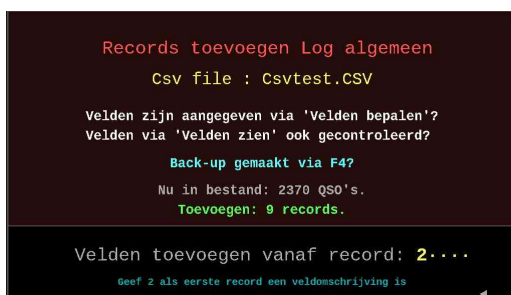 Records toevoegen Log algemeen
Csv file : Csvtest.CSV
Velden zijn aangegeven via 'Velden bepalen'?
Velden via 'Velden zien' ook gecontroleerd?
Back-up gemaakt via F4?
Nu in bestand: 2370 QSO's.
Toevoegen: 9 records.
Velden toevoegen vanaf record: 2····
Geef 2 als eerste record een veldomschrijving is